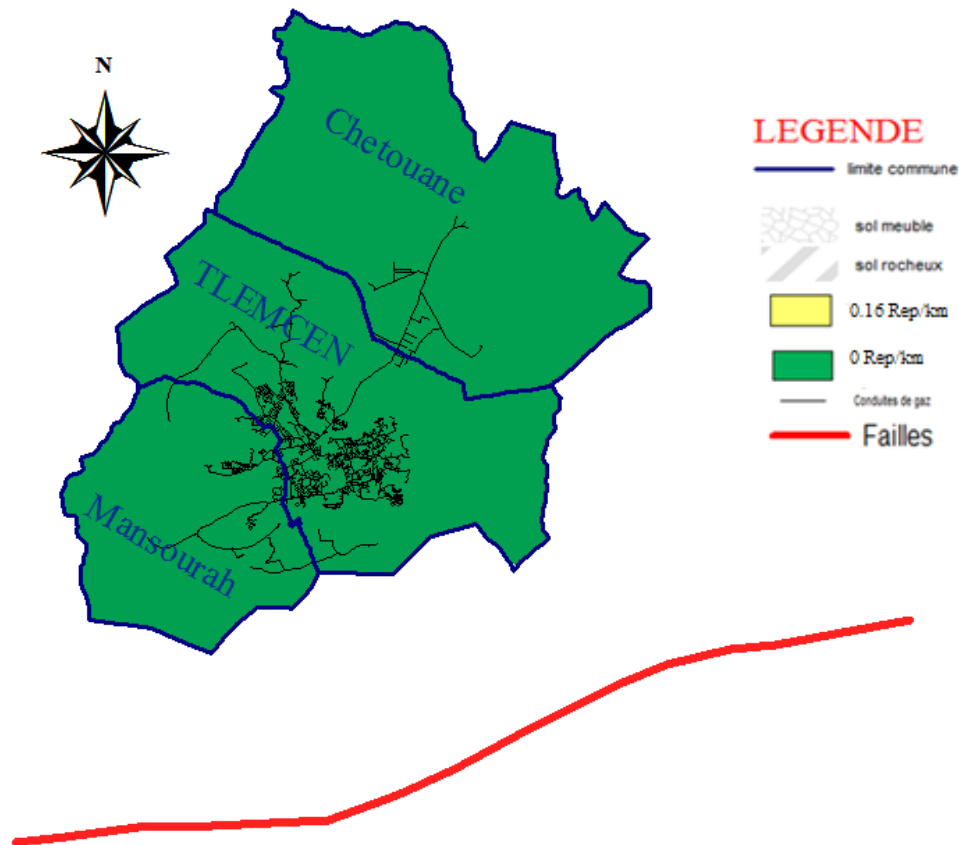 N
Chetouane
TLEMCEN
Mansourah
LEGENDE
limite commune
sol meuble
sol rocheux
0.16 Rep/km
0 Rep/km
Conduites de gaz
Failles